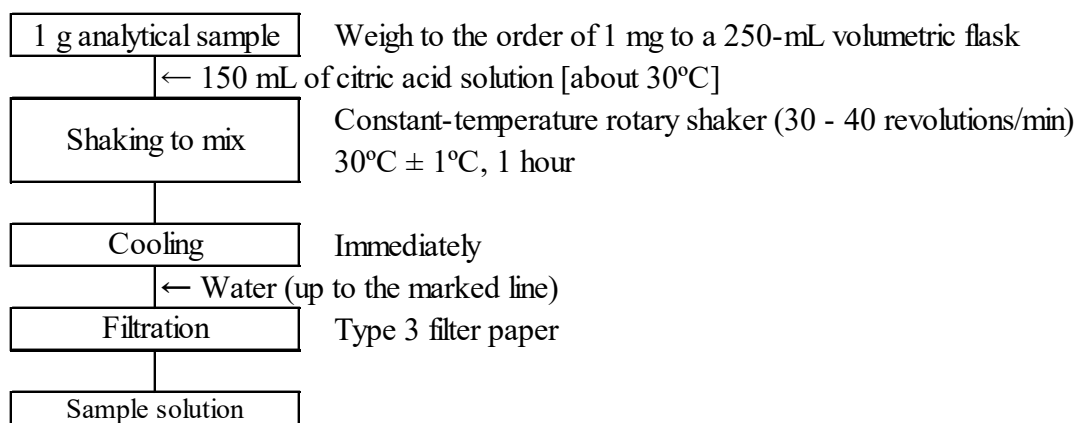 1 g analytical sample Weigh to the order of 1 mg to a 250-mL volumetric flask
← 150 mL of citric acid solution [about 30ºC]
Shaking to mix Constant-temperature rotary shaker (30 - 40 revolutions/min)
30ºC ± 1ºC, 1 hour
Cooling Immediately
← Water (up to the marked line)
Filtration Type 3 filter paper
Sample solution